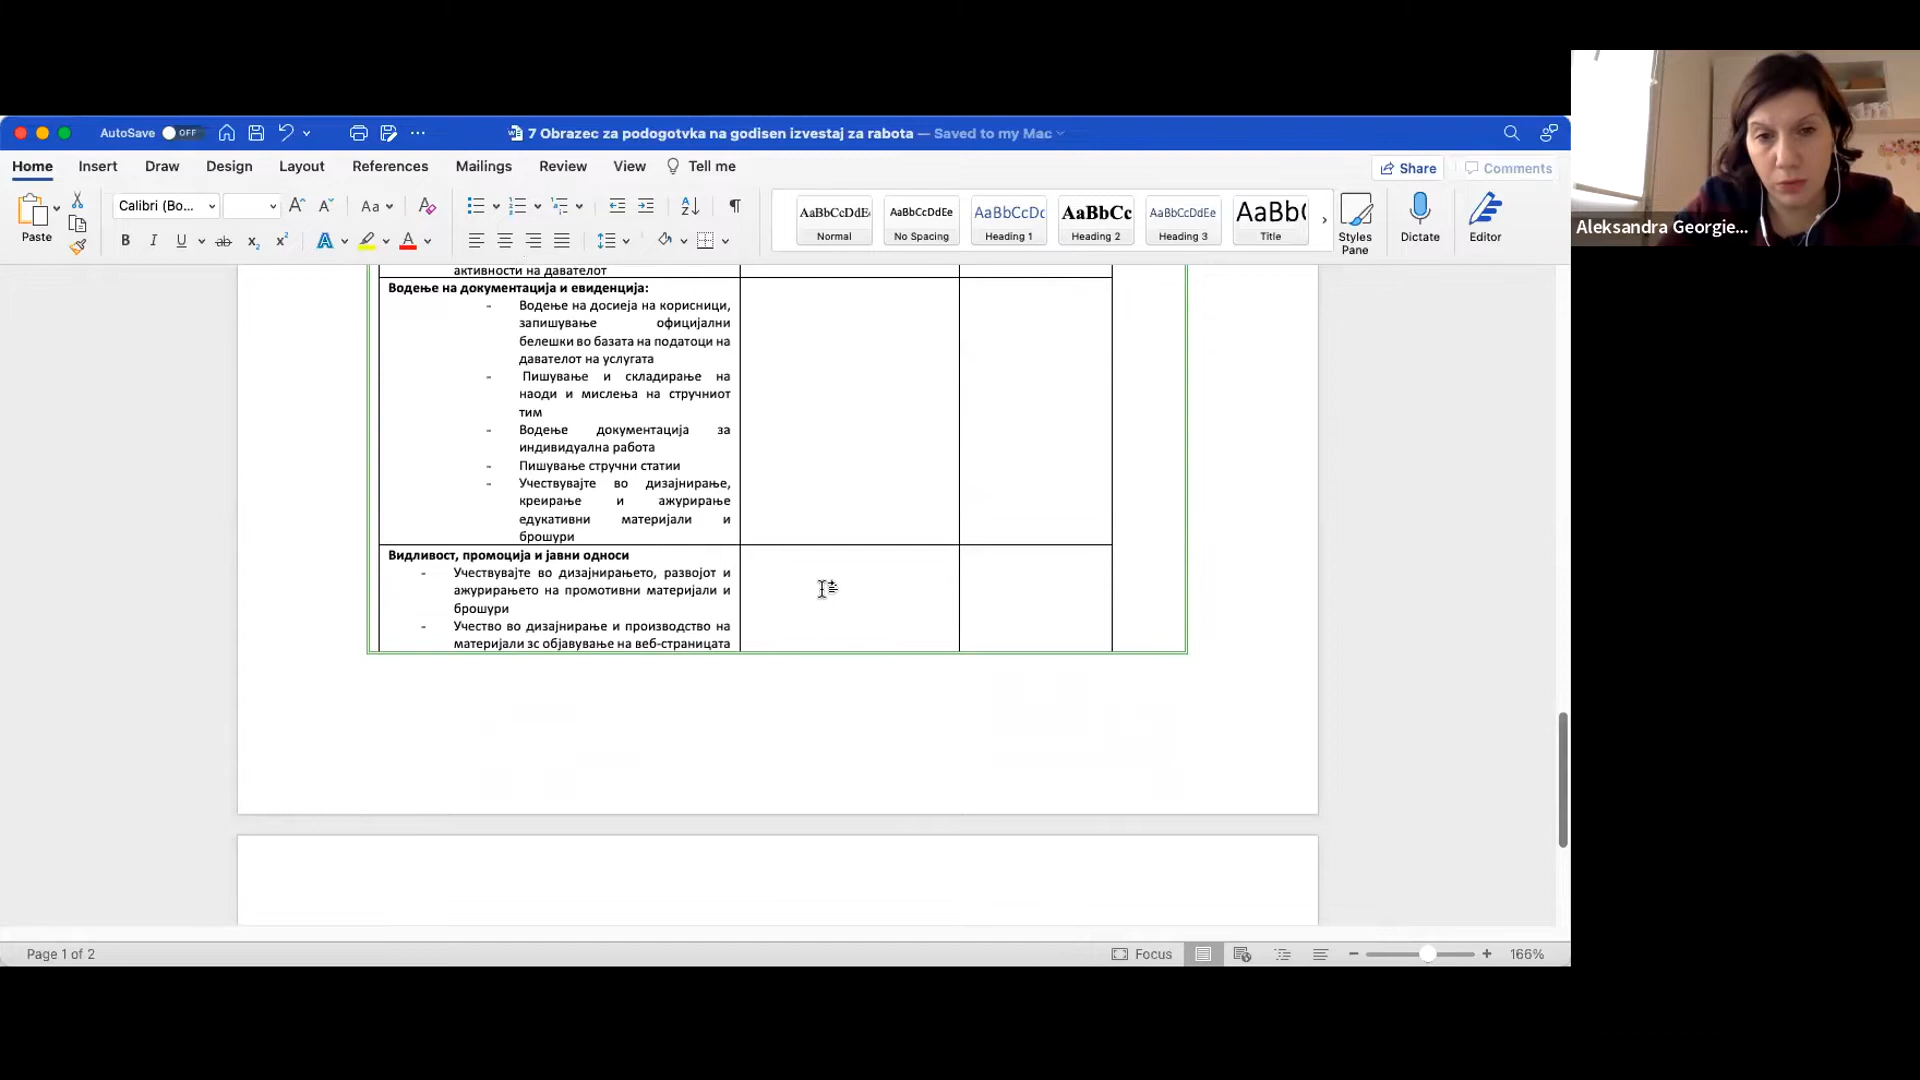 AutoSave OFF
7 Obrazec za podogotvka na godisen izvestaj za rabota — Saved to my Mac
Home Insert Draw Design Layout References Mailings Review View Tell me
Share Comments
Paste
Calibri (Bo...
Aa
AaBbCcDdE AaBbCcDdEe AaBbCcDc AaBbCc AaBbCcDdEe AaBb(
Normal No Spacing Heading 1 Heading 2 Heading 3 Title
Styles Pane
Dictate
Editor
Aleksandra Georgie...
активности на давателот
Водење на документација и евиденција:
- Водење на досиеја на корисници,
запишување официјални
белешки во базата на податоци на
давателот на услугата
- Пишување и складирање на
наоди и мислења на стручниот
тим
- Водење документација за
индивидуална работа
- Пишување стручни статии
- Учествувајте во дизајнирање,
креирање и ажурирање
едукативни материјали и
брошури
Видливост, промоција и јавни односи
- Учествувајте во дизајнирањето, развојот и
ажурирањето на промотивни материјали и
брошури
- Учество во дизајнирање и производство на
материјали зс објавување на веб-страницата
Page 1 of 2
Focus
166%